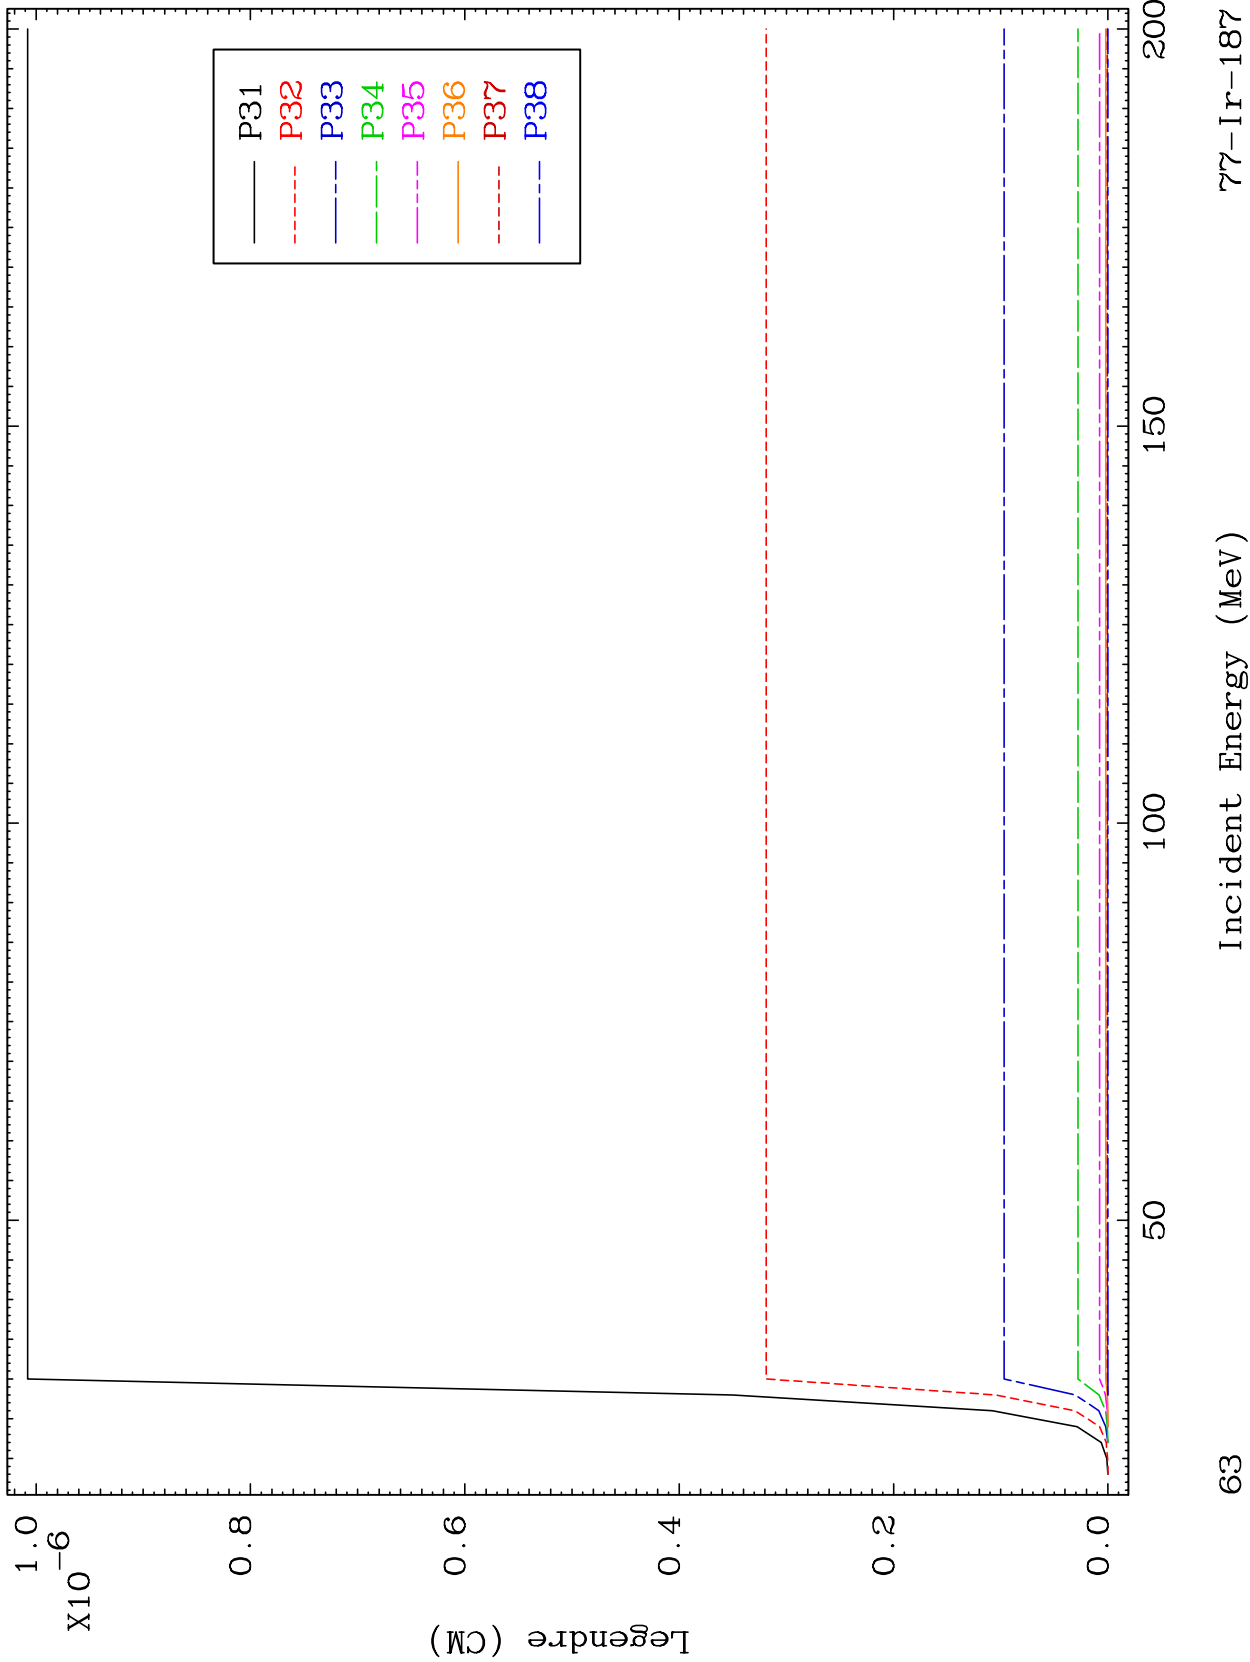 1.0
X10
-6
0.8
0.6
0.4
0.2
0.0
Legendre (CM)
P31
P32
P33
P34
P35
P36
P37
P38
50
100
150
200
63
Incident Energy (MeV)
77-Ir-187